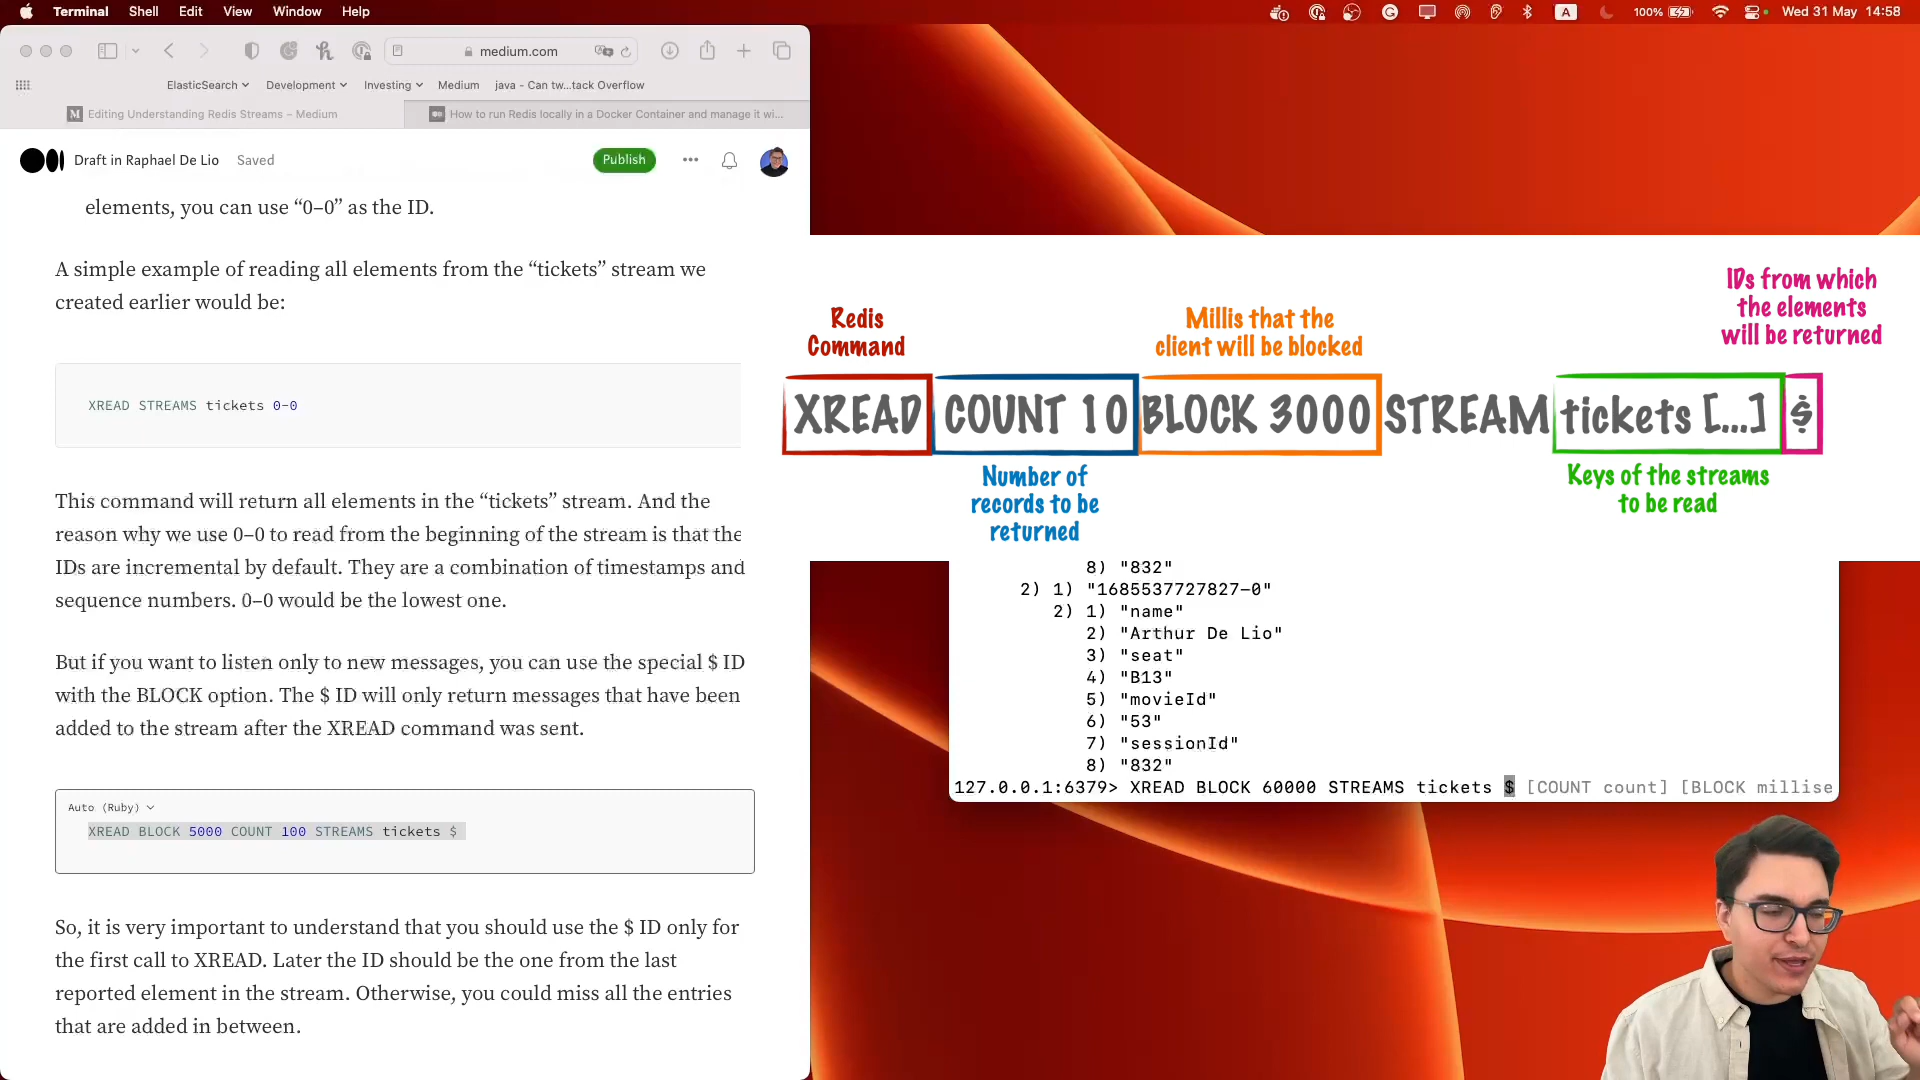 Terminal Shell Edit View Window Help
100% A Wed 31 May 14:58
medium.com
ElasticSearch Development Investing Medium java - Can tw...tack Overflow
Editing Understanding Redis Streams – Medium
How to run Redis locally in a Docker Container and manage it wi...
Draft in Raphael De Lio Saved Publish
elements, you can use “0–0” as the ID.
A simple example of reading all elements from the “tickets” stream we
created earlier would be:
XREAD STREAMS tickets 0-0
This command will return all elements in the “tickets” stream. And the
reason why we use 0–0 to read from the beginning of the stream is that the
IDs are incremental by default. They are a combination of timestamps and
sequence numbers. 0–0 would be the lowest one.
But if you want to listen only to new messages, you can use the special $ ID
with the BLOCK option. The $ ID will only return messages that have been
added to the stream after the XREAD command was sent.
Auto (Ruby)
XREAD BLOCK 5000 COUNT 100 STREAMS tickets $
So, it is very important to understand that you should use the $ ID only for
the first call to XREAD. Later the ID should be the one from the last
reported element in the stream. Otherwise, you could miss all the entries
that are added in between.
Redis
Command
Millis that the
client will be blocked
IDs from which
the elements
will be returned
XREAD COUNT 10 BLOCK 3000 STREAM tickets [...] $
Number of
records to be
returned
Keys of the streams
to be read
8) "832"
2) 1) "1685537727827-0"
2) 1) "name"
2) "Arthur De Lio"
3) "seat"
4) "B13"
5) "movieId"
6) "53"
7) "sessionId"
8) "832"
127.0.0.1:6379> XREAD BLOCK 60000 STREAMS tickets $ [COUNT count] [BLOCK millise